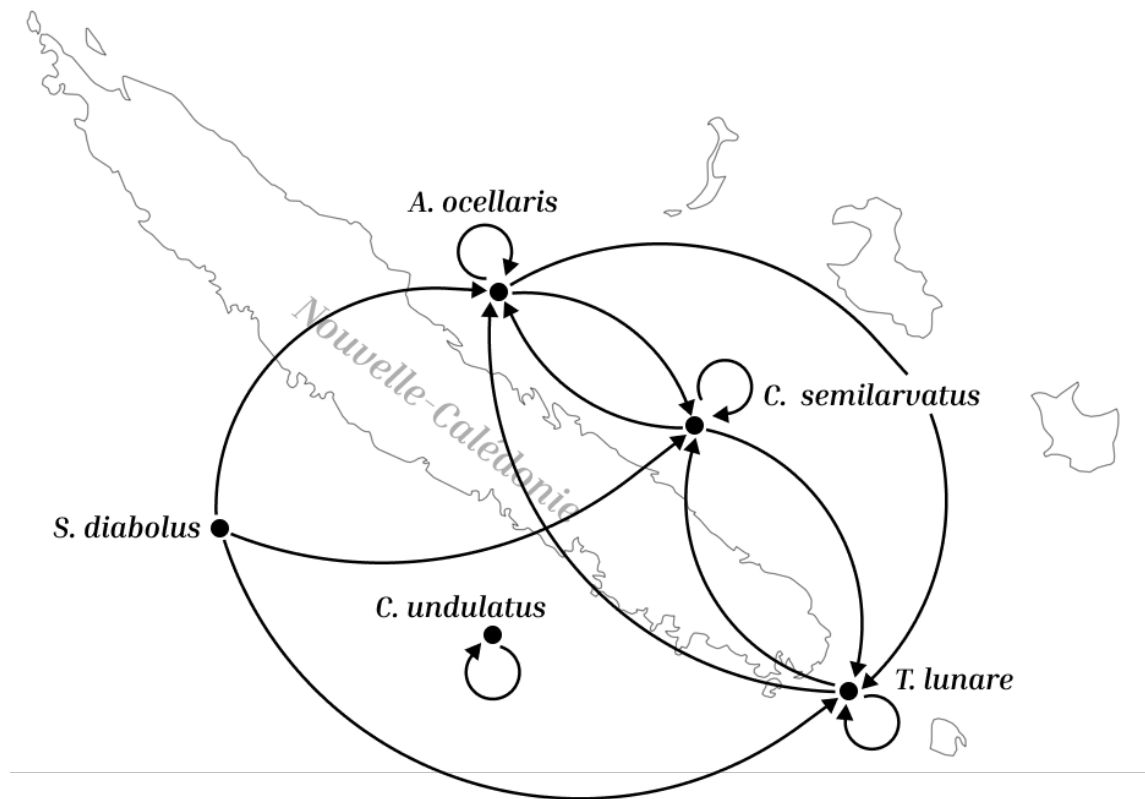 A. ocellaris
Nouvelle-Calédonie
C. semilarvatus
S. diabolus
C. undulatus
T. lunare